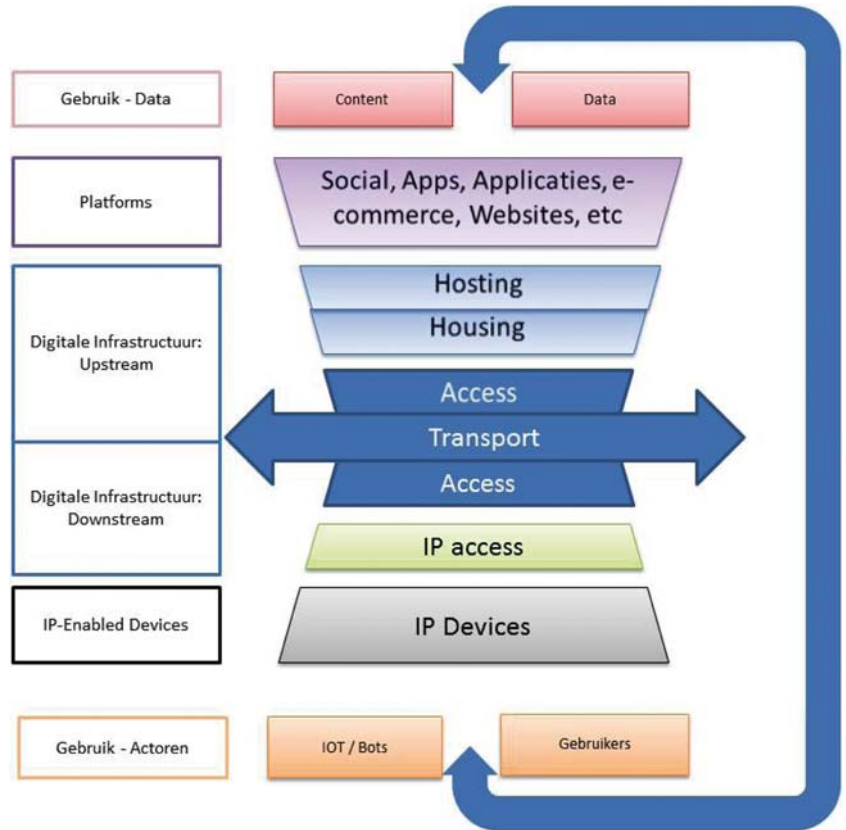 Gebruik - Data
Content
Data
Platforms
Social, Apps, Applicaties, e-
commerce, Websites, etc
Digitale Infrastructuur:
Upstream
Hosting
Housing
Access
Transport
Digitale Infrastructuur:
Downstream
Access
IP access
IP-Enabled Devices
IP Devices
Gebruik - Actoren
IOT / Bots
Gebruikers